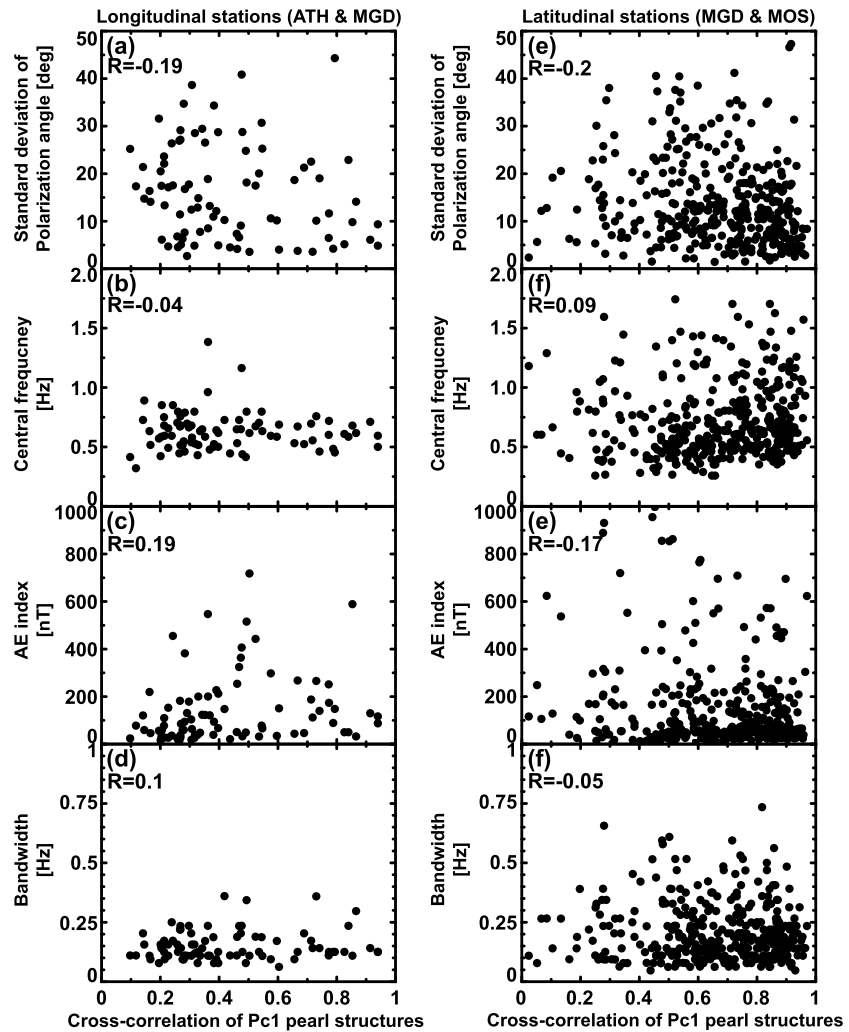 Longitudinal stations (ATH & MGD)
Latitudinal stations (MGD & MOS)
(a)
R=-0.19
50
40
30
20
10
0
Standard deviation of
Polarization angle [deg]
(e)
R=-0.2
50
40
30
20
10
0
Standard deviation of
Polarization angle [deg]
(b)
R=-0.04
2.0
1.5
1.0
0.5
0
Central frequcney
[Hz]
(f)
R=0.09
2.0
1.5
1.0
0.5
0
Central frequcney
[Hz]
(c)
R=0.19
1000
800
600
400
200
0
AE index
[nT]
(e)
R=-0.17
1000
800
600
400
200
0
AE index
[nT]
(d)
R=0.1
1
0.75
0.5
0.25
0
Bandwidth
[Hz]
(f)
R=-0.05
1
0.75
0.5
0.25
0
Bandwidth
[Hz]
0 0.2 0.4 0.6 0.8 1
0 0.2 0.4 0.6 0.8 1
Cross-correlation of Pc1 pearl structures
Cross-correlation of Pc1 pearl structures